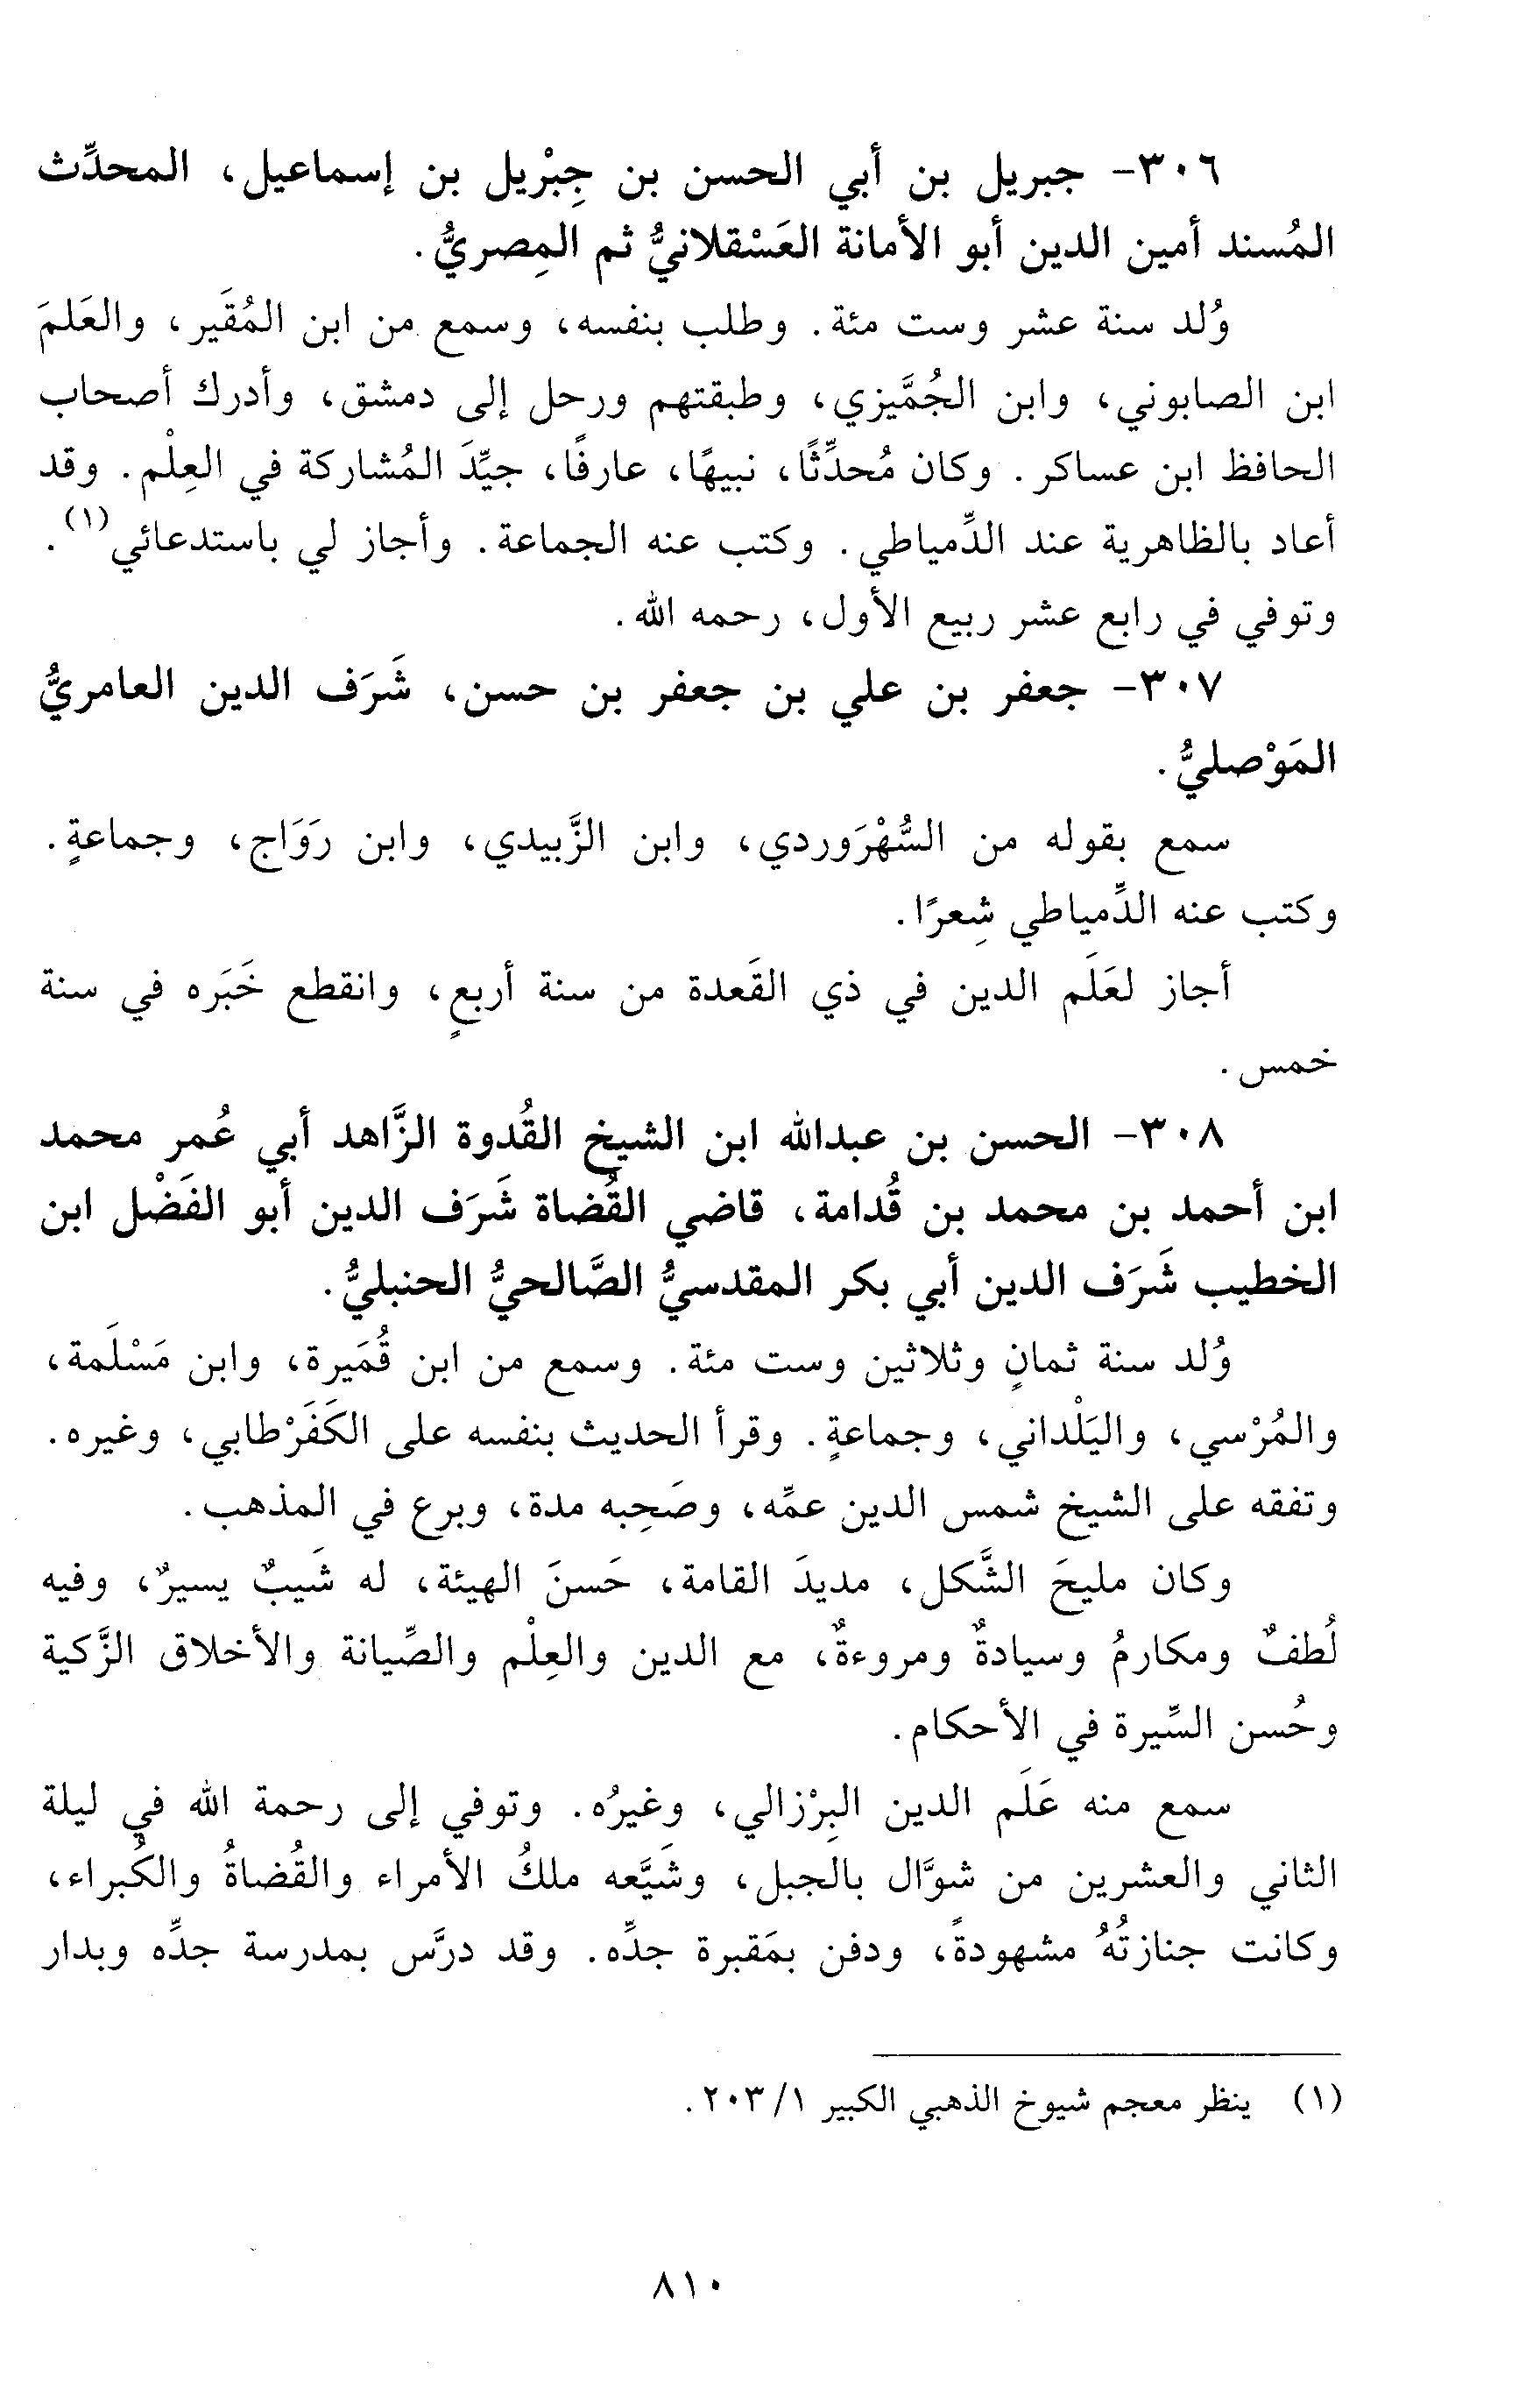 ٣٠٦- جبريل بن أبي الحسن بن جِبْريل بن إسماعيل، المحدِّث
المُسند أمين الدين أبو الأمانة العَسْقلانيُّ ثم المِصريُّ.
وُلد سنة عشر وست مئة. وطلب بنفسه، وسمع من ابن المُقَير، والعَلمَ
ابن الصابوني، وابن الجُمَّيزي، وطبقتهم ورحل إلى دمشق، وأدرك أصحاب
الحافظ ابن عساكر. وكان مُحدِّثًا، نبيهًا، عارفًا، جيِّدَ المُشاركة في العِلْم. وقد
أعاد بالظاهرية عند الدِّمياطي. وكتب عنه الجماعة. وأجاز لي باستدعائي(١).
وتوفي في رابع عشر ربيع الأول، رحمه الله.
٣٠٧- جعفر بن علي بن جعفر بن حسن، شَرَف الدين العامريُّ
المَوْصليُّ.
سمع بقوله من السُّهْرَوردي، وابن الزَّبيدي، وابن رَوَاج، وجماعةٍ.
وكتب عنه الدِّمياطي شِعرًا.
أجاز لعَلَم الدين في ذي القَعدة من سنة أربعٍ، وانقطع خَبَره في سنة
خمس.
٣٠٨- الحسن بن عبدالله ابن الشيخ القُدوة الزَّاهد أبي عُمر محمد
ابن أحمد بن محمد بن قُدامة، قاضي القُضاة شَرَف الدين أبو الفَضْل ابن
الخطيب شَرَف الدين أبي بكر المقدسيُّ الصَّالحيُّ الحنبليُّ.
وُلد سنة ثمانٍ وثلاثين وست مئة. وسمع من ابن قُمَيرة، وابن مَسْلَمة،
والمُرْسي، واليَلْداني، وجماعةٍ. وقرأ الحديث بنفسه على الكَفَرْطابي، وغيره.
وتفقه على الشيخ شمس الدين عمِّه، وصَحِبه مدة، وبرع في المذهب.
وكان مليحَ الشَّكل، مديدَ القامة، حَسنَ الهيئة، له شَيبٌ يسيرٌ، وفيه
لُطفٌ ومكارمُ وسيادةٌ ومروءةٌ، مع الدين والعِلْم والصِّيانة والأخلاق الزَّكية
وحُسن السِّيرة في الأحكام.
سمع منه عَلَم الدين البِرْزالي، وغيرُه. وتوفي إلى رحمة الله في ليلة
الثاني والعشرين من شوَّال بالجبل، وشَيَّعه ملكُ الأمراء والقُضاةُ والكُبراء،
وكانت جنازتُهُ مشهودةً، ودفن بمَقبرة جدِّه. وقد درَّس بمدرسة جدِّه وبدار
(١) ينظر معجم شيوخ الذهبي الكبير ١/ ٢٠٣.
٨١٠